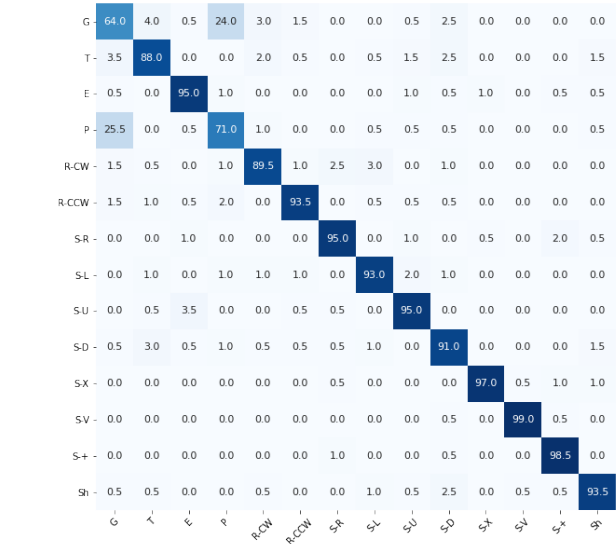 G 64.0 4.0 0.5 24.0 3.0 1.5 0.0 0.0 0.5 2.5 0.0 0.0 0.0 0.0
T 3.5 88.0 0.0 0.0 2.0 0.5 0.0 0.5 1.5 2.5 0.0 0.0 0.0 1.5
E 0.5 0.0 95.0 1.0 0.0 0.0 0.0 0.0 1.0 0.5 1.0 0.0 0.5 0.5
P 25.5 0.0 0.5 71.0 1.0 0.0 0.0 0.5 0.5 0.5 0.0 0.0 0.0 0.5
R-CW 1.5 0.5 0.0 1.0 89.5 1.0 2.5 3.0 0.0 1.0 0.0 0.0 0.0 0.0
R-CCW 1.5 1.0 0.5 2.0 0.0 93.5 0.0 0.5 0.5 0.5 0.0 0.0 0.0 0.0
S-R 0.0 0.0 1.0 0.0 0.0 0.0 95.0 0.0 1.0 0.0 0.5 0.0 2.0 0.5
S-L 0.0 1.0 0.0 1.0 1.0 1.0 0.0 93.0 2.0 1.0 0.0 0.0 0.0 0.0
S-U 0.0 0.5 3.5 0.0 0.0 0.5 0.5 0.0 95.0 0.0 0.0 0.0 0.0 0.0
S-D 0.5 3.0 0.5 1.0 0.5 0.5 0.5 1.0 0.0 91.0 0.0 0.0 0.0 1.5
S-X 0.0 0.0 0.0 0.0 0.0 0.0 0.5 0.0 0.0 0.0 97.0 0.5 1.0 1.0
S-V 0.0 0.0 0.0 0.0 0.0 0.0 0.0 0.0 0.0 0.5 0.0 99.0 0.5 0.0
S-+ 0.0 0.0 0.0 0.0 0.0 0.0 1.0 0.0 0.0 0.5 0.0 0.0 98.5 0.0
Sh 0.5 0.5 0.0 0.0 0.5 0.0 0.0 1.0 0.5 2.5 0.0 0.5 0.5 93.5
G T E P R-CW R-CCW S-R S-L S-U S-D S-X S-V S-+ Sh